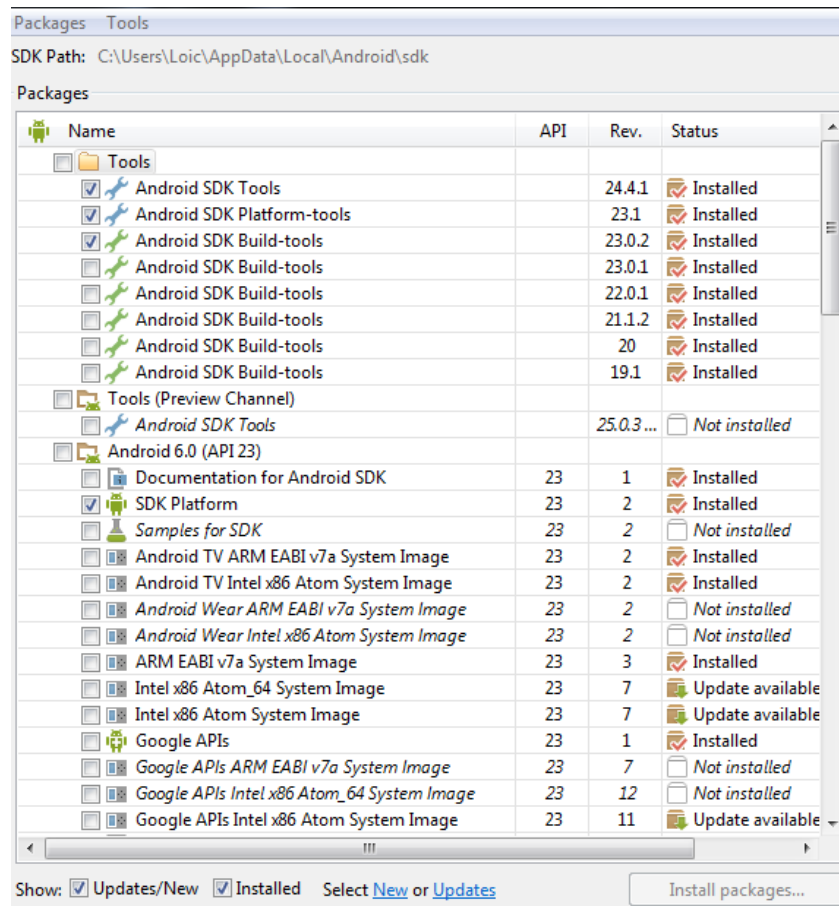 Packages Tools
SDK Path: C:\Users\Loic\AppData\Local\Android\sdk
Packages
Name API Rev. Status
Tools
Android SDK Tools 24.4.1 Installed
Android SDK Platform-tools 23.1 Installed
Android SDK Build-tools 23.0.2 Installed
Android SDK Build-tools 23.0.1 Installed
Android SDK Build-tools 22.0.1 Installed
Android SDK Build-tools 21.1.2 Installed
Android SDK Build-tools 20 Installed
Android SDK Build-tools 19.1 Installed
Tools (Preview Channel)
Android SDK Tools 25.0.3 ... Not installed
Android 6.0 (API 23)
Documentation for Android SDK 23 1 Installed
SDK Platform 23 2 Installed
Samples for SDK 23 2 Not installed
Android TV ARM EABI v7a System Image 23 2 Installed
Android TV Intel x86 Atom System Image 23 2 Installed
Android Wear ARM EABI v7a System Image 23 2 Not installed
Android Wear Intel x86 Atom System Image 23 2 Not installed
ARM EABI v7a System Image 23 3 Installed
Intel x86 Atom_64 System Image 23 7 Update available
Intel x86 Atom System Image 23 7 Update available
Google APIs 23 1 Installed
Google APIs ARM EABI v7a System Image 23 7 Not installed
Google APIs Intel x86 Atom_64 System Image 23 12 Not installed
Google APIs Intel x86 Atom System Image 23 11 Update available
Show: Updates/New Installed Select New or Updates Install packages...